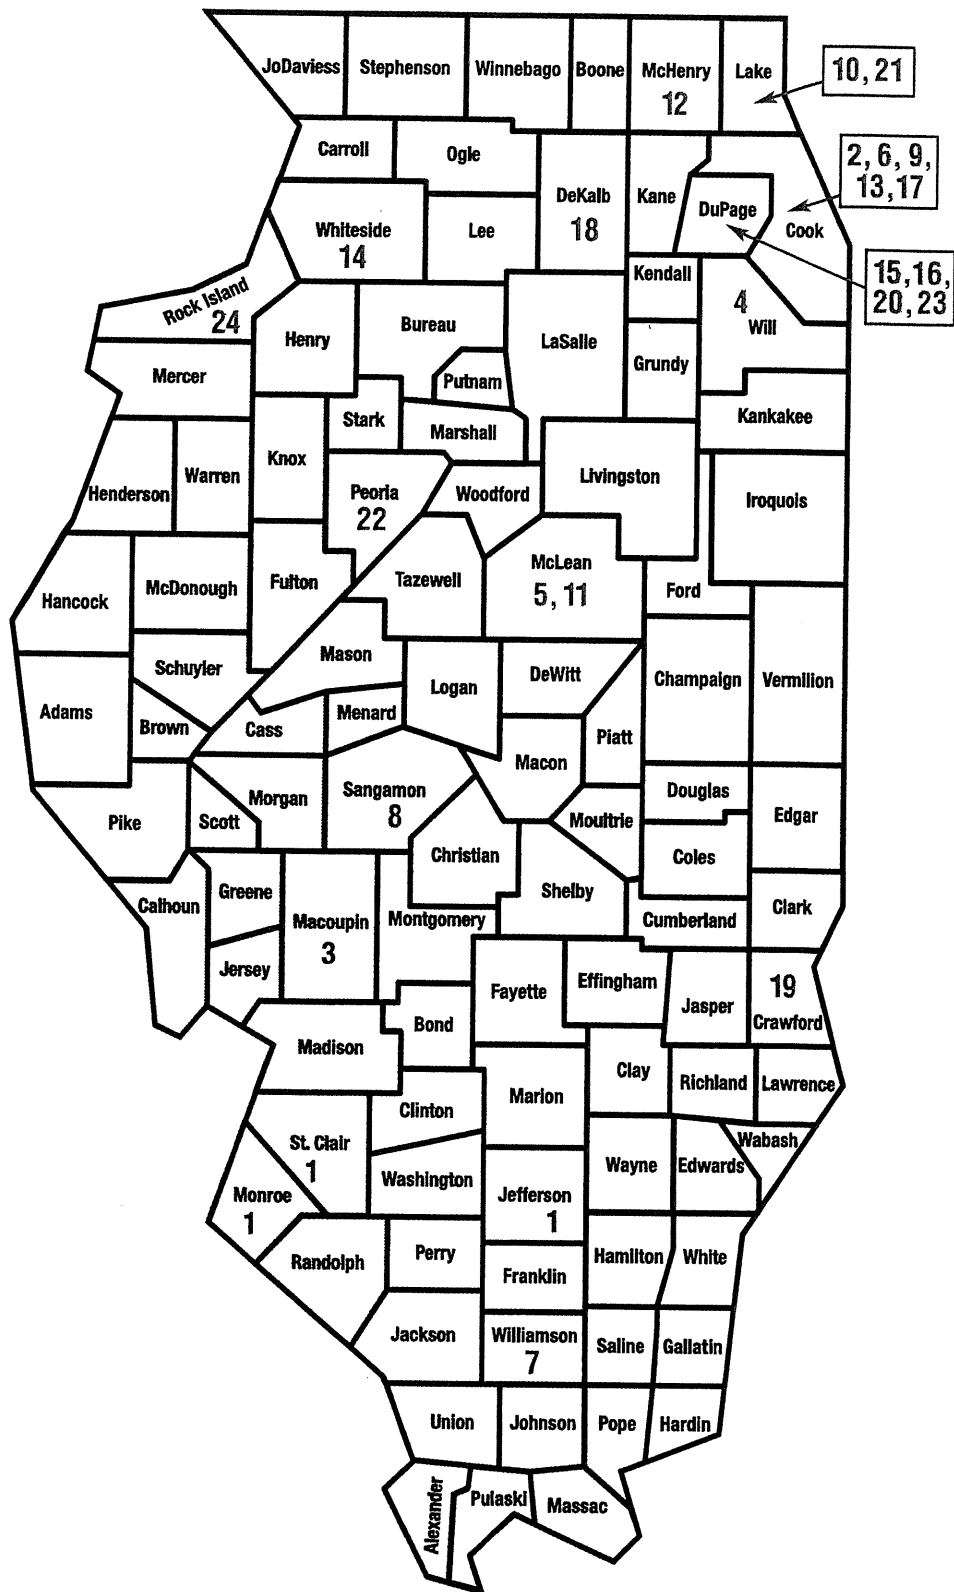 JoDaviess
Stephenson
Winnebago
Boone
McHenry
12
Lake
10, 21
Carroll
Ogle
DeKalb
18
Kane
DuPage
Cook
2, 6, 9,
13, 17
15, 16,
20, 23
Whiteside
14
Lee
Rock Island
24
Henry
Bureau
Putnam
LaSalle
Kendall
Grundy
4
Will
Mercer
Stark
Marshall
Kankakee
Henderson
Warren
Knox
Peoria
22
Woodford
Livingston
Iroquois
Hancock
McDonough
Fulton
Tazewell
McLean
5, 11
Ford
Schuyler
Mason
Logan
DeWitt
Champaign
Vermilion
Adams
Brown
Cass
Menard
Macon
Piatt
Pike
Scott
Morgan
Sangamon
8
Christian
Moultrie
Douglas
Edgar
Coles
Shelby
Calhoun
Greene
Macoupin
3
Montgomery
Cumberland
Clark
Jersey
Fayette
Effingham
Jasper
19
Crawford
Madison
Bond
Clinton
Marion
Clay
Richland
Lawrence
St. Clair
1
Washington
Jefferson
1
Wayne
Edwards
Wabash
Monroe
1
Randolph
Perry
Franklin
Hamilton
White
Jackson
Williamson
7
Saline
Gallatin
Union
Johnson
Pope
Hardin
Alexander
Pulaski
Massac